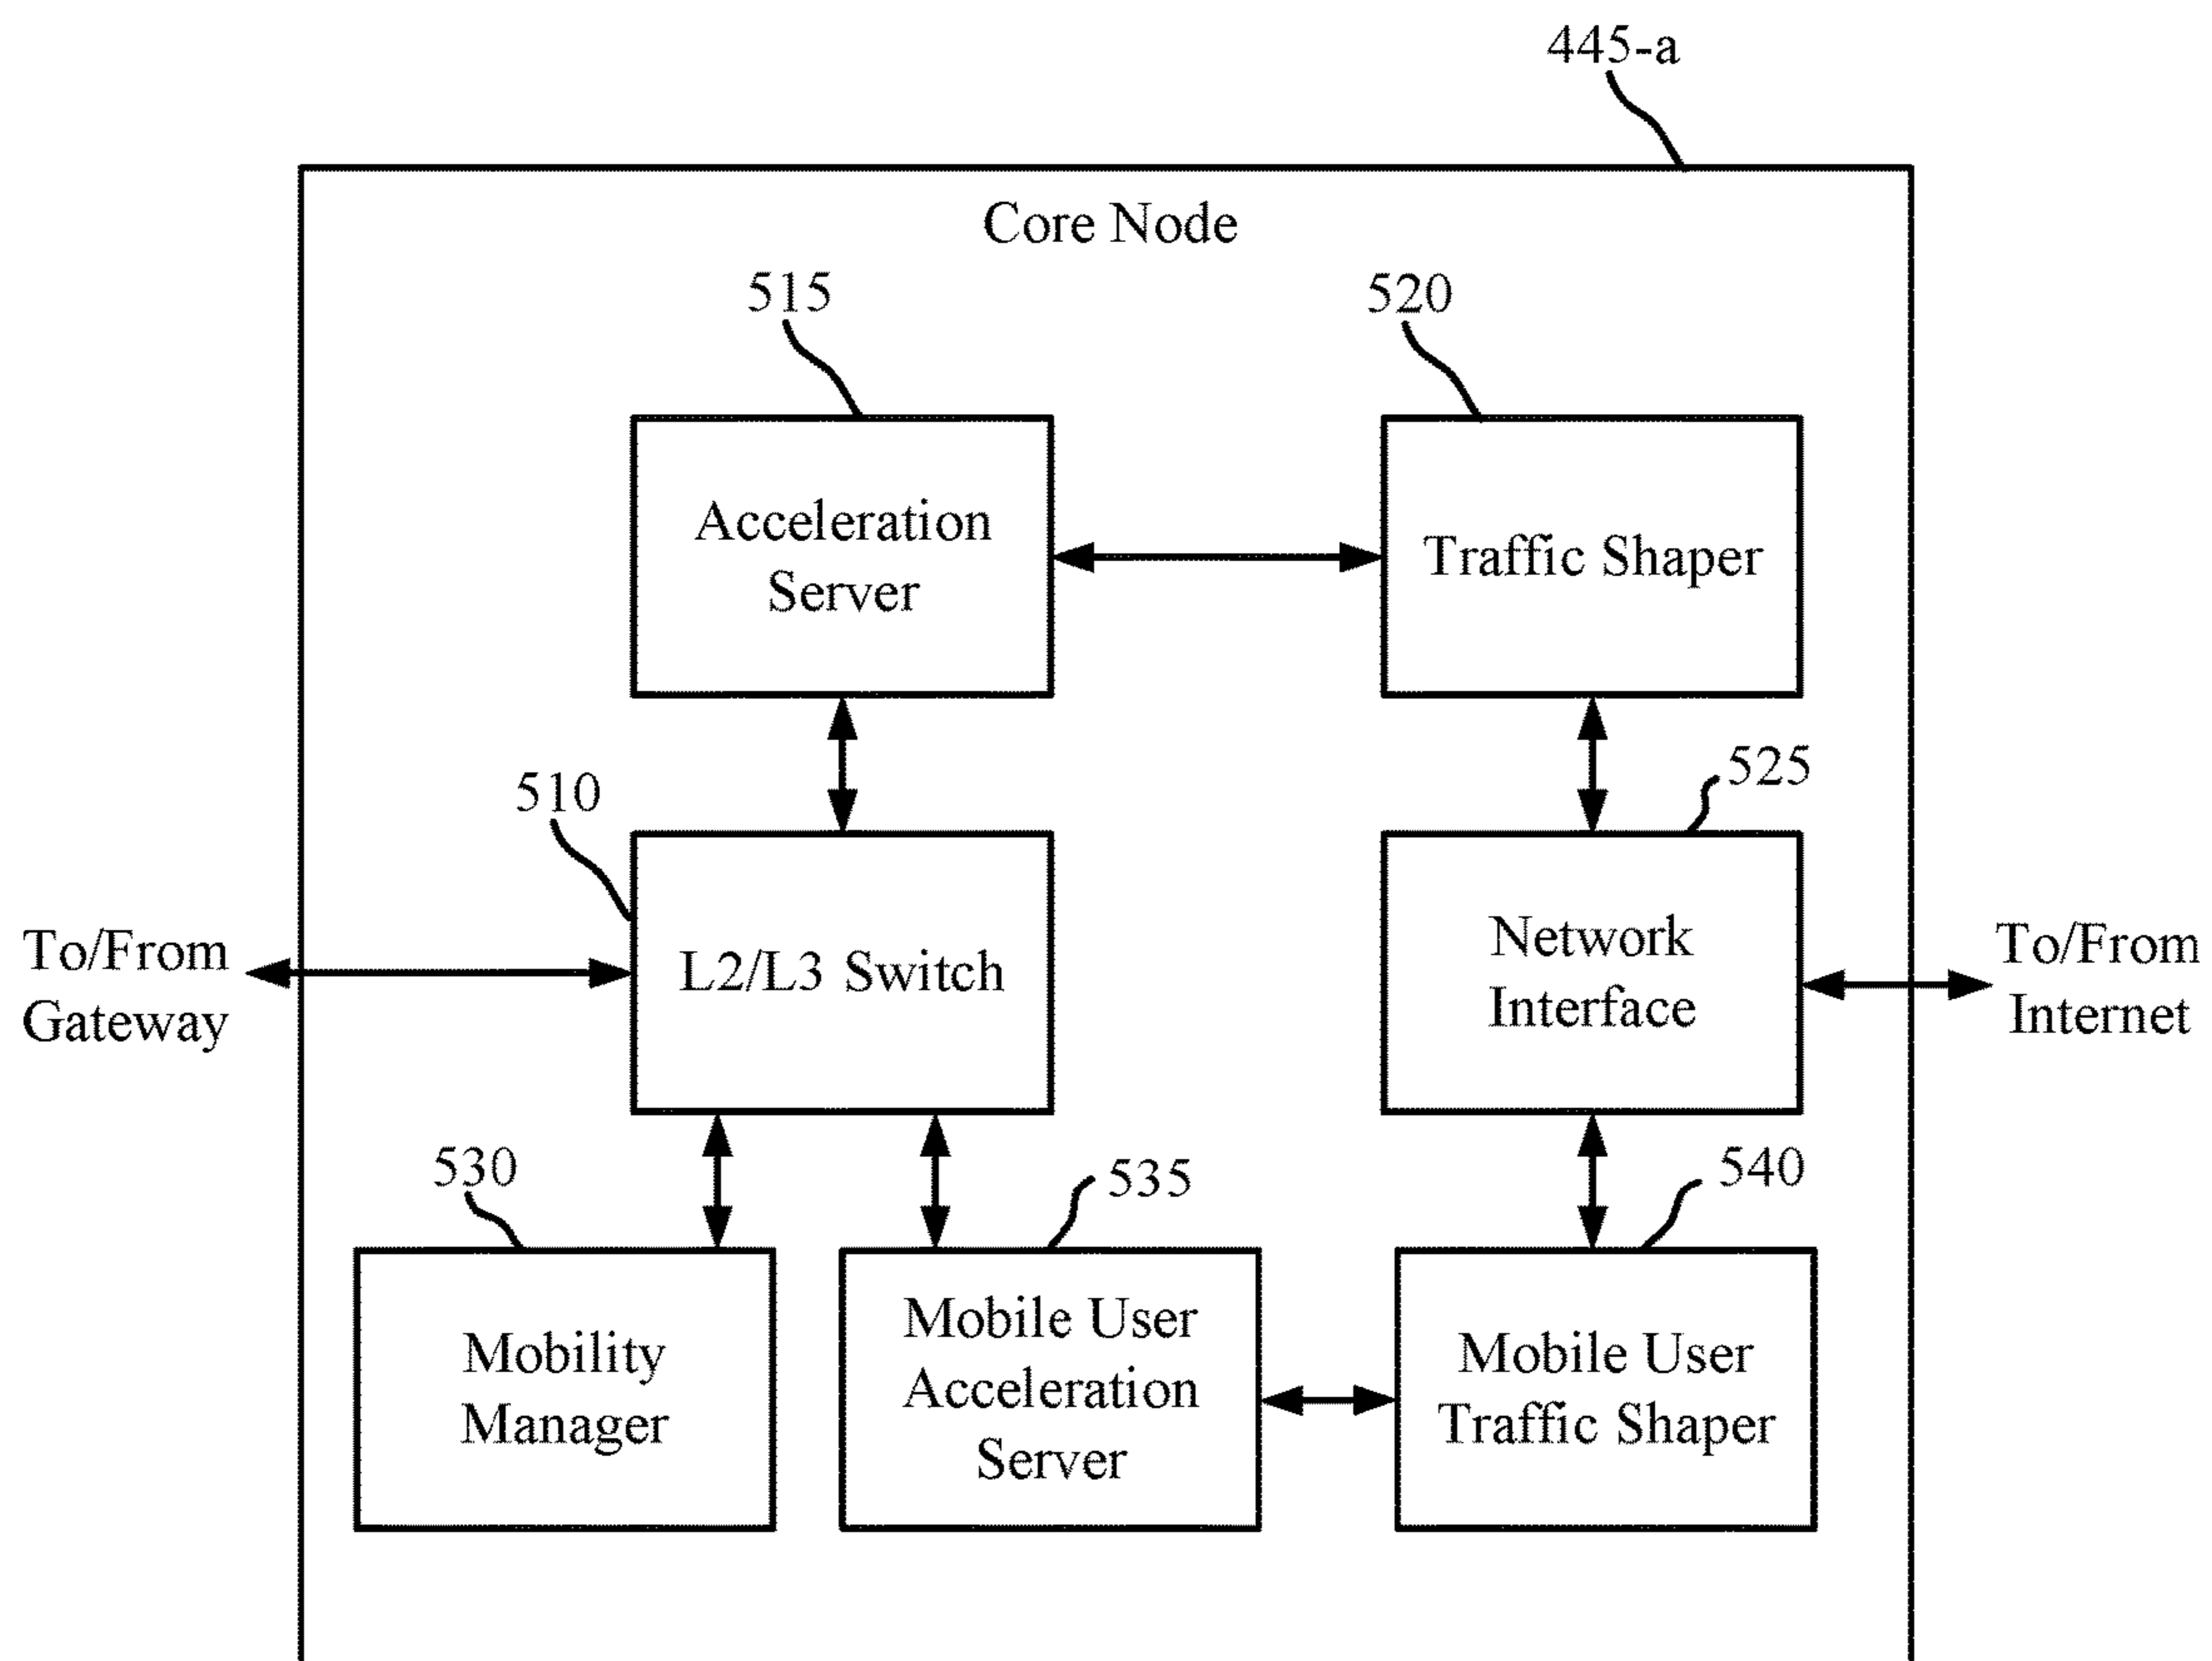 445-a
Core Node
515
520
Acceleration
Server
Traffic Shaper
510
525
To/From
Gateway
L2/L3 Switch
Network
Interface
To/From
Internet
530
535
540
Mobility
Manager
Mobile User
Acceleration
Server
Mobile User
Traffic Shaper